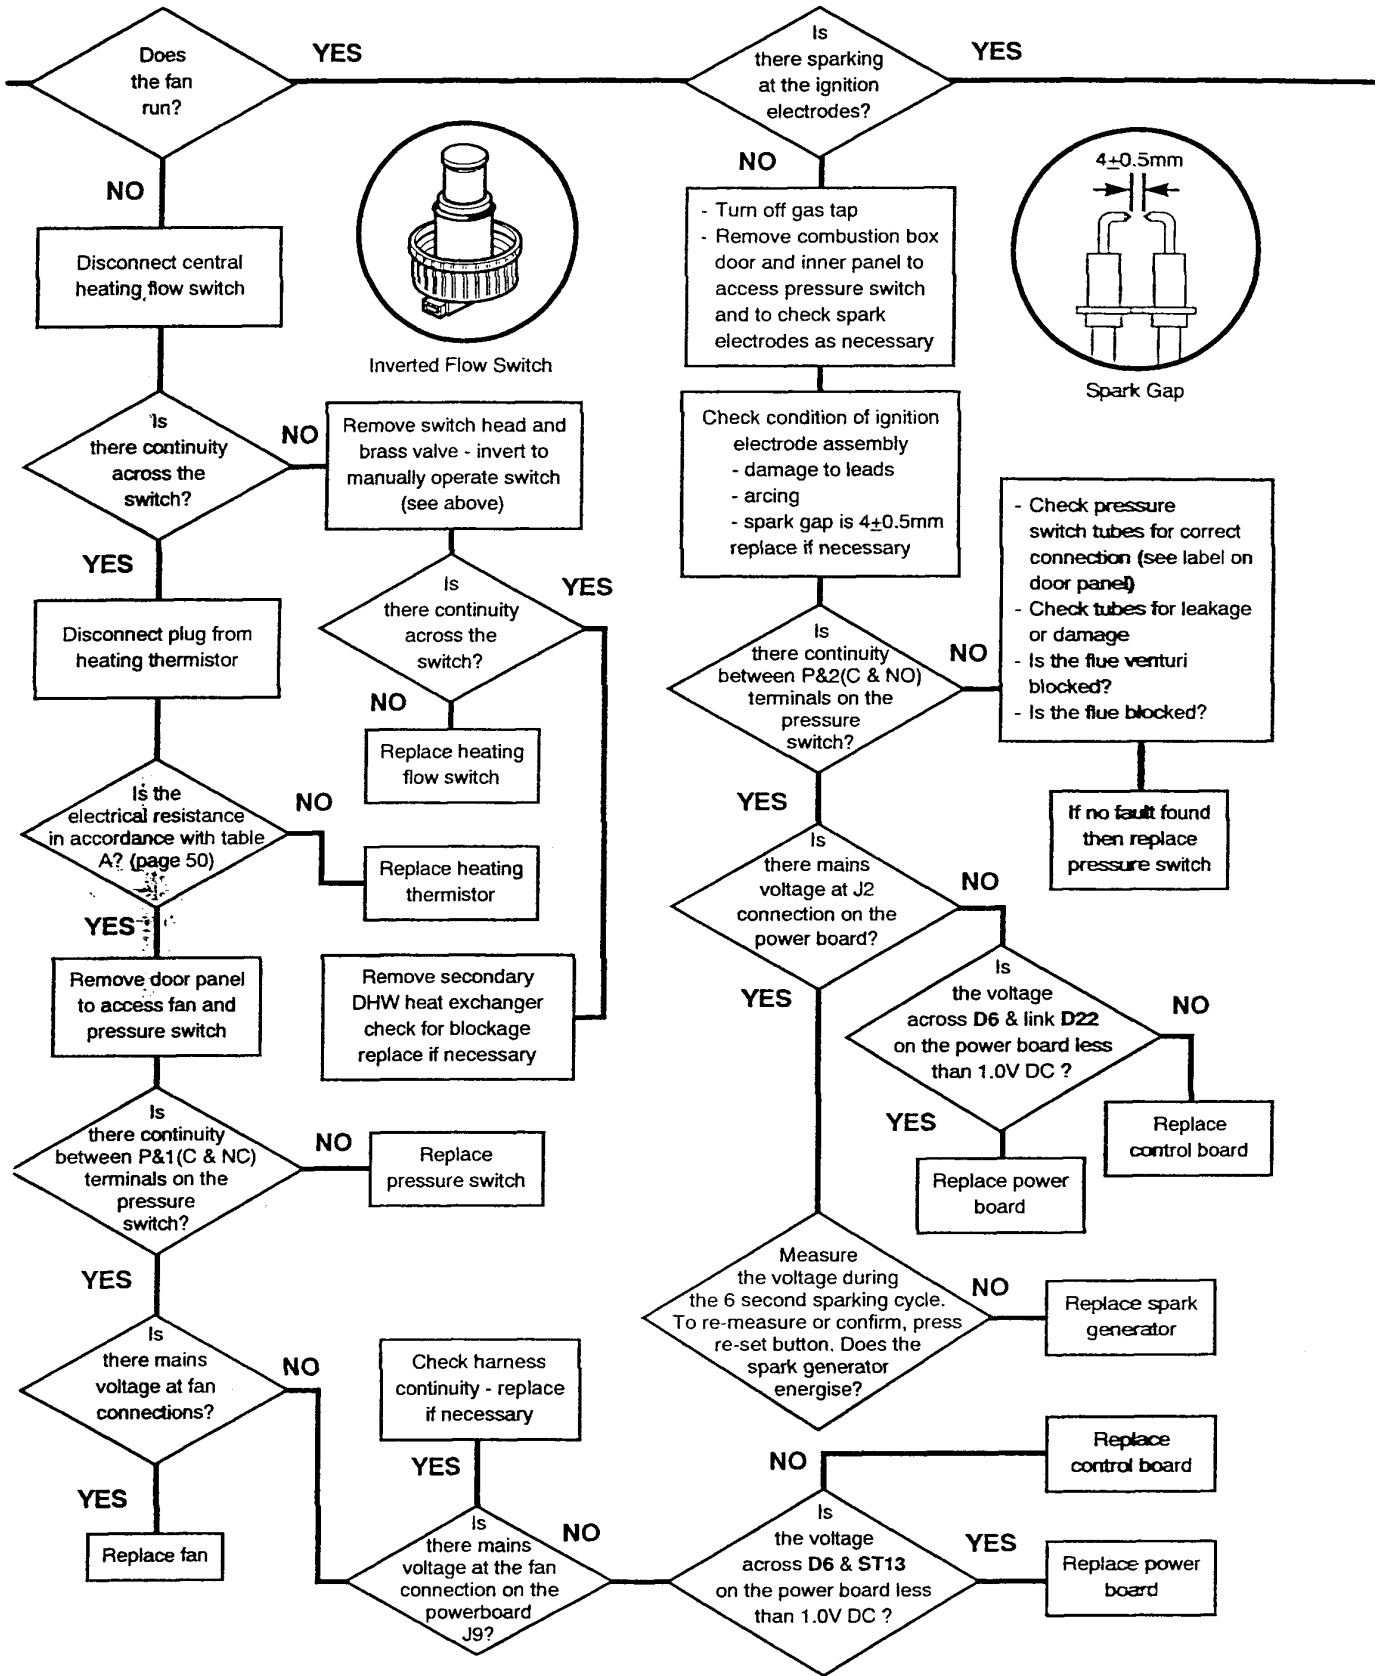 Does
the fan
run?
YES
NO
Disconnect central
heating flow switch
Inverted Flow Switch
Is
there continuity
across the
switch?
NO
Remove switch head and
brass valve - invert to
manually operate switch
(see above)
YES
Is
there continuity
across the
switch?
YES
NO
Replace heating
flow switch
Disconnect plug from
heating thermistor
Is the
electrical resistance
in accordance with table
A? (page 50)
NO
Replace heating
thermistor
YES
Remove secondary
DHW heat exchanger
check for blockage
replace if necessary
Remove door panel
to access fan and
pressure switch
Is
there continuity
between P&1(C & NC)
terminals on the
pressure
switch?
NO
Replace
pressure switch
YES
Is
there mains
voltage at fan
connections?
NO
YES
Replace fan
Check harness
continuity - replace
if necessary
YES
Is
there mains
voltage at the fan
connection on the
powerboard
J9?
NO
Is
the voltage
across D6 & ST13
on the power board less
than 1.0V DC ?
NO
Replace
control board
YES
Replace power
board
Is
there sparking
at the ignition
electrodes?
YES
NO
- Turn off gas tap
- Remove combustion box
door and inner panel to
access pressure switch
and to check spark
electrodes as necessary
4±0.5mm
Spark Gap
Check condition of ignition
electrode assembly
- damage to leads
- arcing
- spark gap is 4±0.5mm
replace if necessary
Is
there continuity
between P&2(C & NO)
terminals on the
pressure
switch?
NO
- Check pressure
switch tubes for correct
connection (see label on
door panel)
- Check tubes for leakage
or damage
- Is the flue venturi
blocked?
- Is the flue blocked?
If no fault found
then replace
pressure switch
YES
Is
there mains
voltage at J2
connection on the
power board?
NO
Is
the voltage
across D6 & link D22
on the power board less
than 1.0V DC ?
NO
Replace
control board
YES
Replace power
board
YES
Measure
the voltage during
the 6 second sparking cycle.
To re-measure or confirm, press
re-set button. Does the
spark generator
energise?
NO
Replace spark
generator